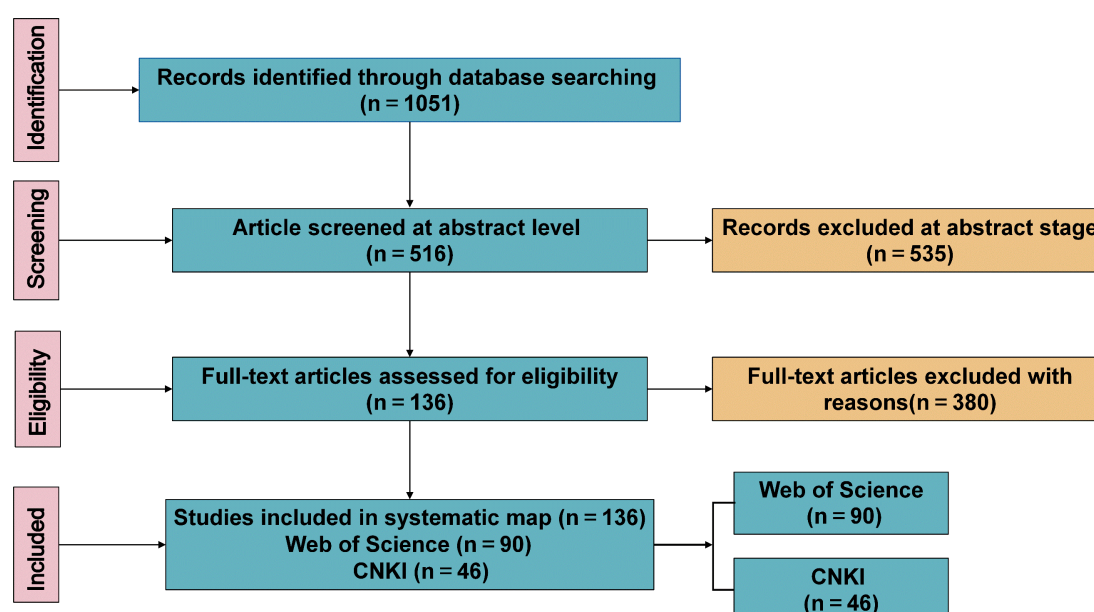 Identification
Records identified through database searching
(n = 1051)
Screening
Article screened at abstract level
(n = 516)
Records excluded at abstract stage
(n = 535)
Eligibility
Full-text articles assessed for eligibility
(n = 136)
Full-text articles excluded with
reasons(n = 380)
Included
Studies included in systematic map (n = 136)
Web of Science (n = 90)
CNKI (n = 46)
Web of Science
(n = 90)
CNKI
(n = 46)